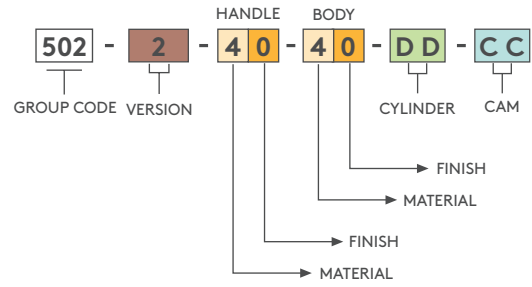 HANDLE BODY
502 - 2 - 4 0 - 4 0 - D D - C C
GROUP CODE VERSION CYLINDER CAM
FINISH
MATERIAL
FINISH
MATERIAL